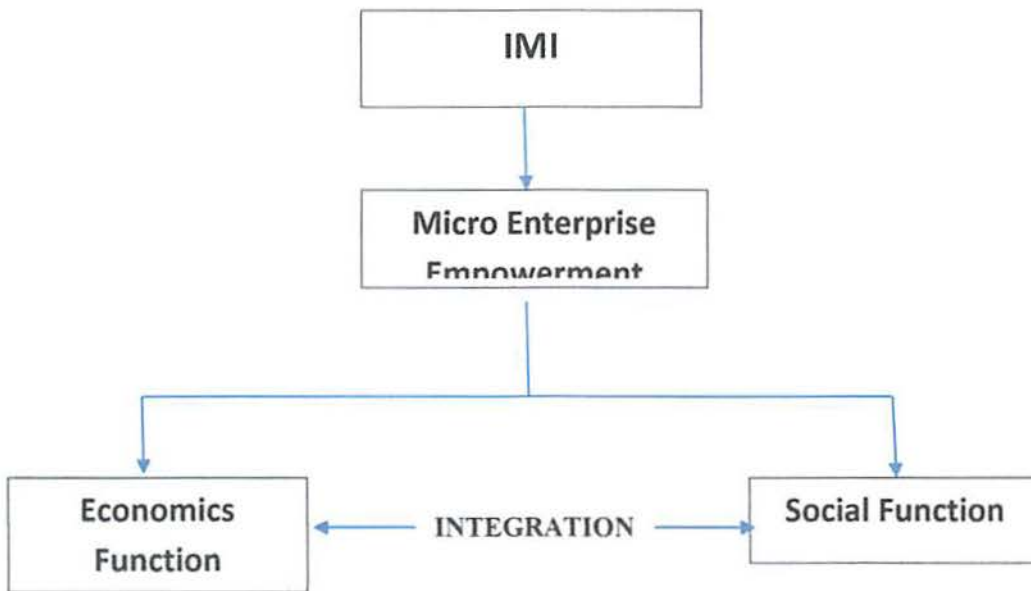 IMI
Micro Enterprise
Empowerment
Economics
Function
INTEGRATION
Social Function